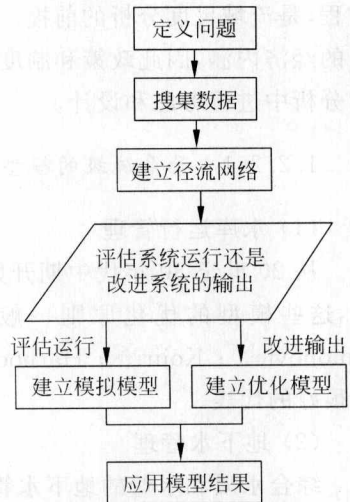 定义问题
搜集数据
建立径流网络
评估系统运行还是
改进系统的输出
评估运行
改进输出
建立模拟模型
建立优化模型
应用模型结果